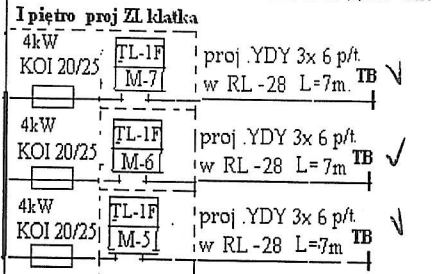 I piętro proj ZL klatka
4kW
KOI 20/25
TL-1F
M-7
proj .YDY 3x 6 p/t.
w RL -28 L=7m.
TB
4kW
KOI 20/25
TL-1F
M-6
proj .YDY 3x 6 p/t.
w RL -28 L=7m
TB
4kW
KOI 20/25
TL-1F
M-5
proj .YDY 3x 6 p/t.
w RL -28 L=7m
TB